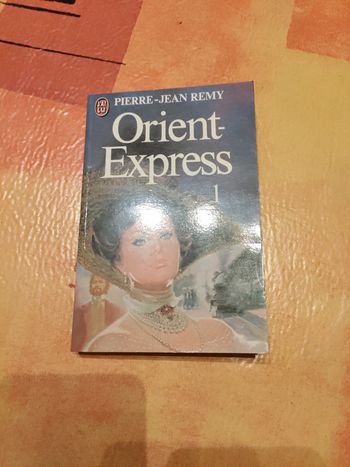 J'AI LU
PIERRE-JEAN REMY
Orient-
Express
1